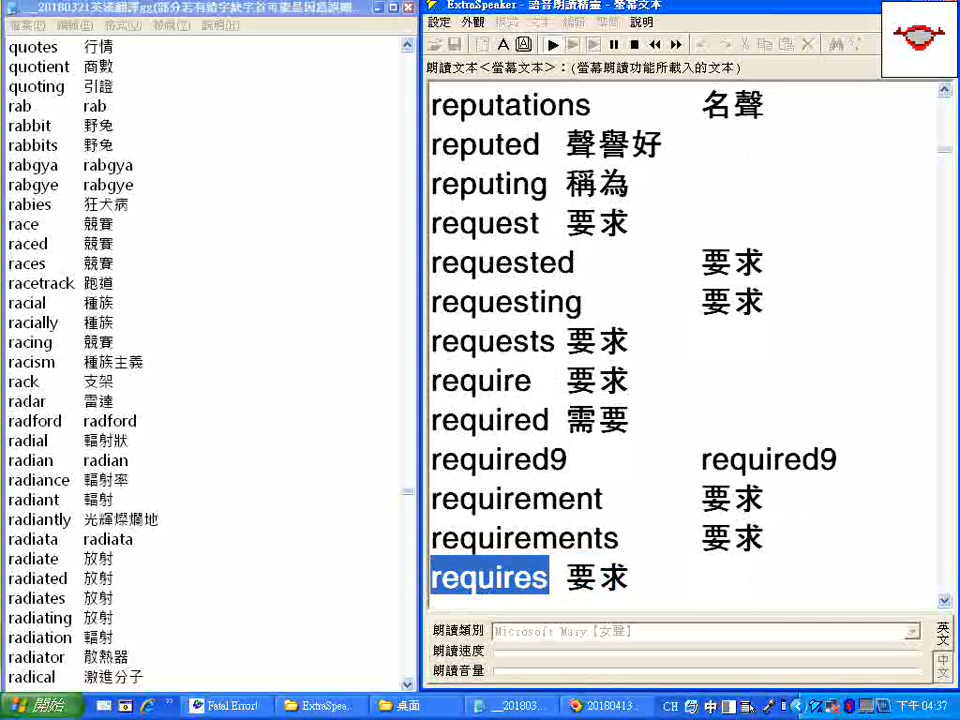 20180321英速翻譯gg(部分若有錯字缺字谷可能是因為誤
檔案(F) 編輯(E) 格式(O) 檢視(V) 說明(H)
quotes 行情
quotient 商數
quoting 引證
rab rab
rabbit 野兔
rabbits 野兔
rabgya rabgya
rabgye rabgye
rabies 狂犬病
race 競賽
raced 競賽
races 競賽
racetrack 跑道
racial 種族
racially 種族
racing 競賽
racism 種族主義
rack 支架
radar 雷達
radford radford
radial 輻射狀
radian radian
radiance 輻射率
radiant 輻射
radiantly 光輝燦爛地
radiata radiata
radiate 放射
radiated 放射
radiates 放射
radiating 放射
radiation 輻射
radiator 散熱器
radical 激進分子
ExtraSpeaker - 語音朗讀精靈 - 螢幕文本
設定 外觀 模式 文本 編輯 繁簡 說明
朗讀文本<螢幕文本>：(螢幕朗讀功能所載入的文本)
reputations 名聲
reputed 聲譽好
reputing 稱為
request 要求
requested 要求
requesting 要求
requests 要求
require 要求
required 需要
required9 required9
requirement 要求
requirements 要求
requires 要求
朗讀類別 Microsoft Mary【女聲】
朗讀速度
朗讀音量
英文
中文
開始 Fatal Error! ExtraSpea... 桌面 __201803... 20180413... CH 中 下午 04:37